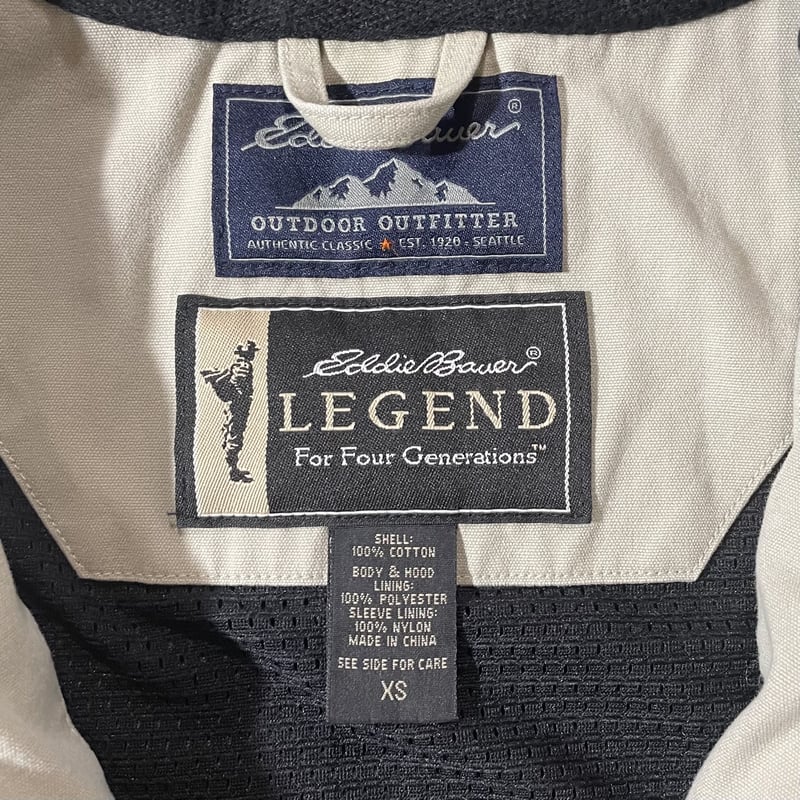 Eddie Bauer®
OUTDOOR OUTFITTER
AUTHENTIC CLASSIC ★ EST. 1920 - SEATTLE
Eddie Bauer®
LEGEND
For Four Generations™
SHELL:
100% COTTON
BODY & HOOD
LINING:
100% POLYESTER
SLEEVE LINING:
100% NYLON
MADE IN CHINA
SEE SIDE FOR CARE
XS